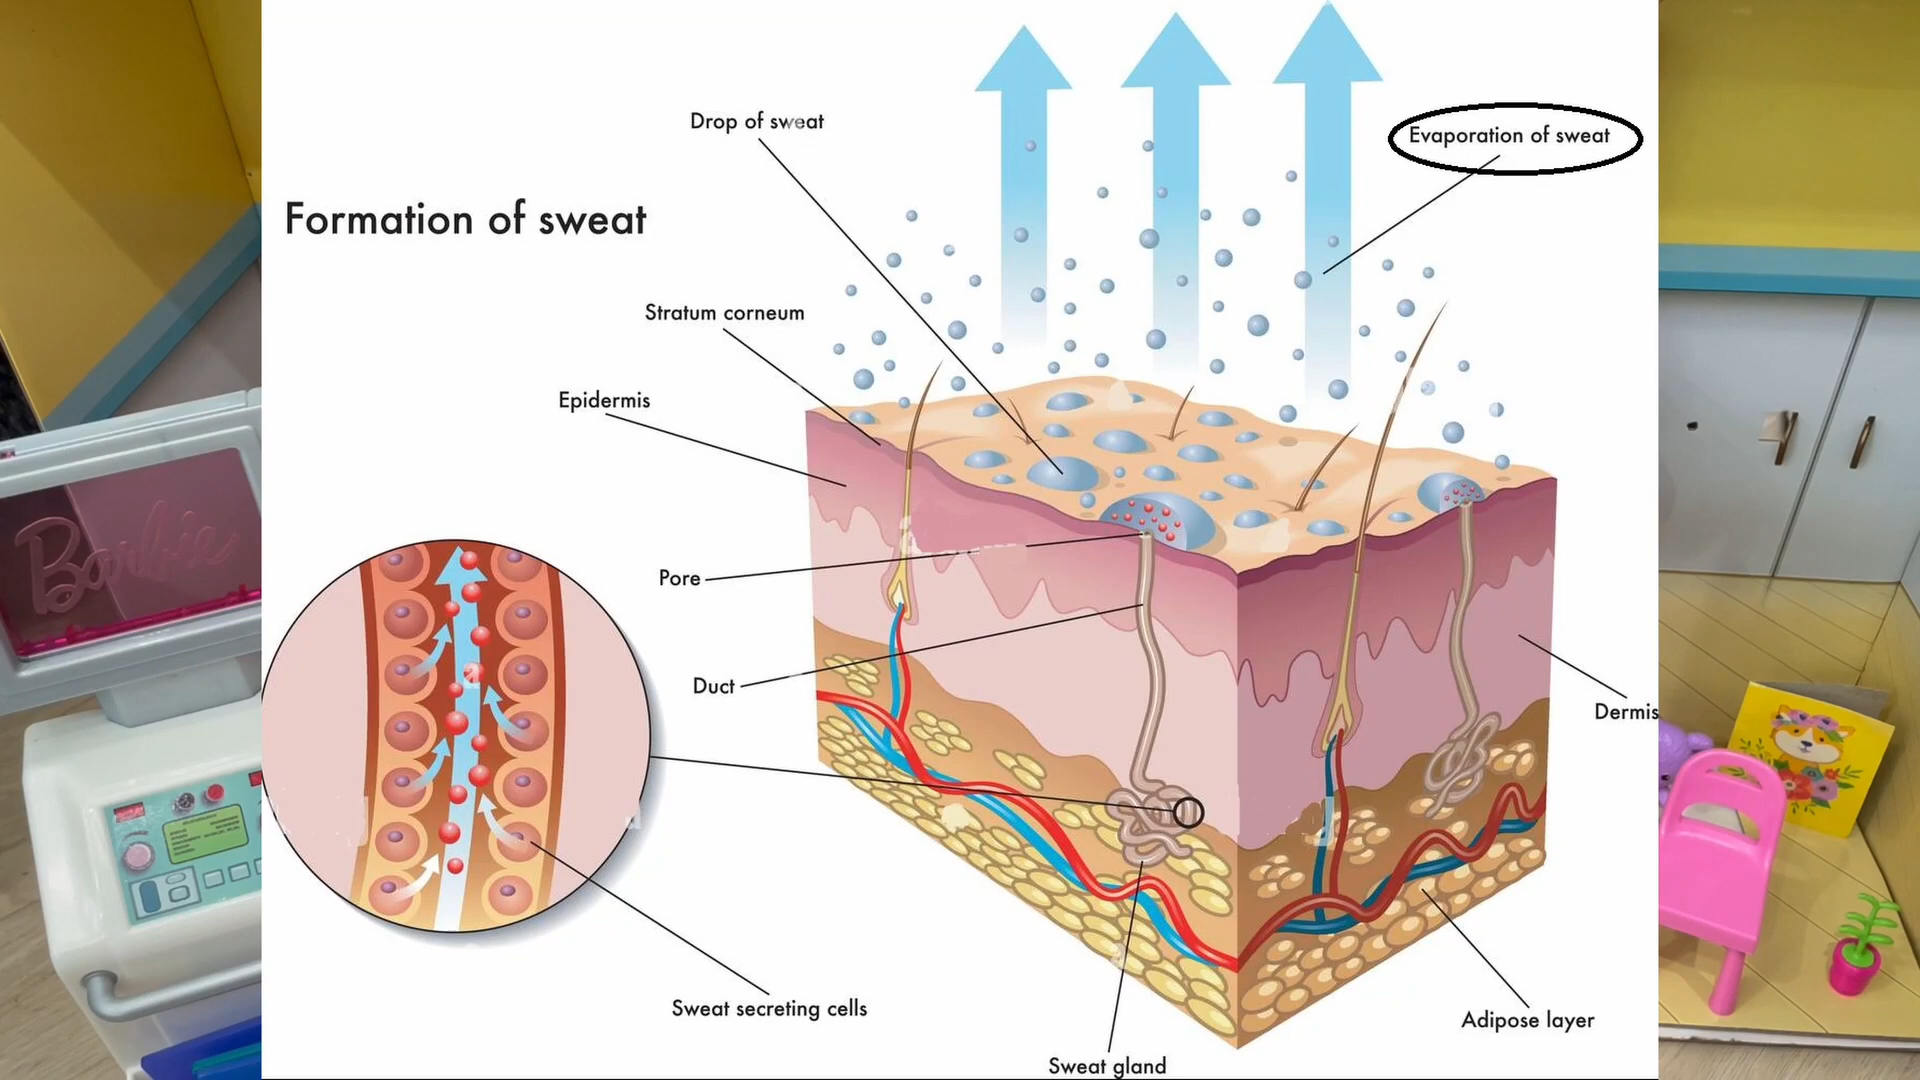 Drop of sweat
Evaporation of sweat
Formation of sweat
Stratum corneum
Epidermis
Barbie
Pore
Duct
Dermis
Sweat secreting cells
Adipose layer
Sweat gland